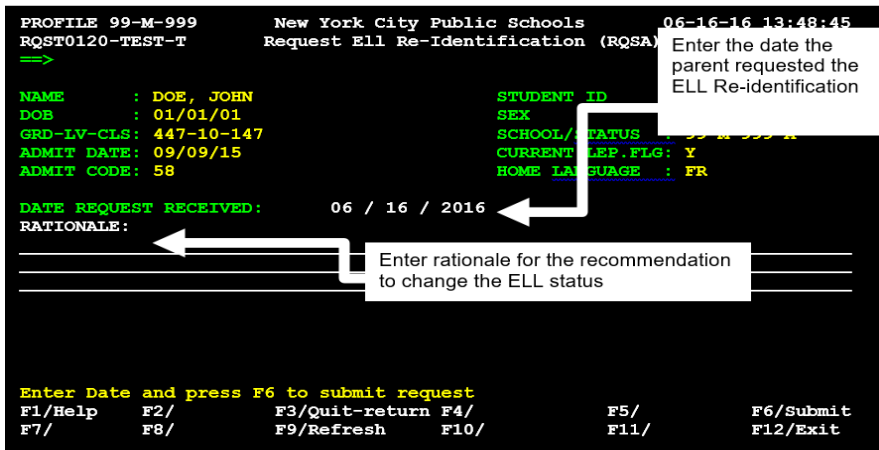 PROFILE 99-M-999 New York City Public Schools 06-16-16 13:48:45
RQST0120-TEST-T Request Ell Re-Identification (RQSA)
==>
Enter the date the
parent requested the
ELL Re-identification
NAME : DOE, JOHN STUDENT ID
DOB : 01/01/01 SEX
GRD-LV-CLS: 447-10-147 SCHOOL/STATUS :
ADMIT DATE: 09/09/15 CURRENT LEP.FLG: Y
ADMIT CODE: 58 HOME LANGUAGE : FR
DATE REQUEST RECEIVED: 06 / 16 / 2016
RATIONALE:
Enter rationale for the recommendation
to change the ELL status
Enter Date and press F6 to submit request
F1/Help F2/ F3/Quit-return F4/ F5/ F6/Submit
F7/ F8/ F9/Refresh F10/ F11/ F12/Exit